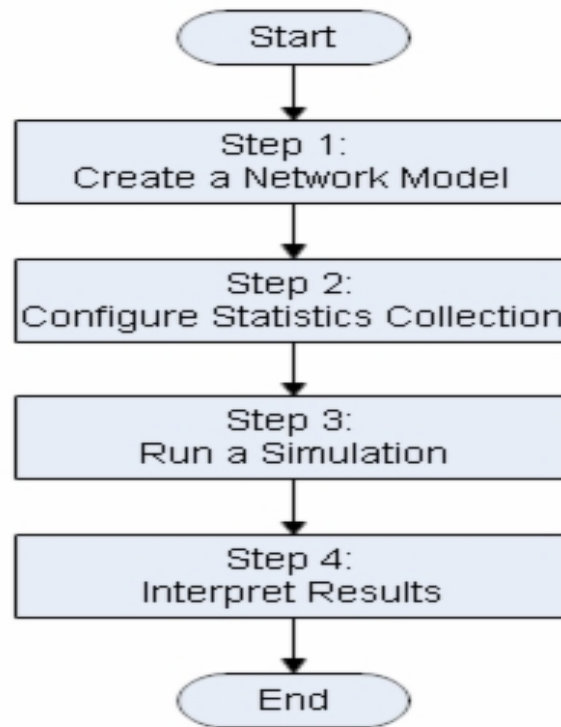 Start
Step 1:
Create a Network Model
Step 2:
Configure Statistics Collection
Step 3:
Run a Simulation
Step 4:
Interpret Results
End